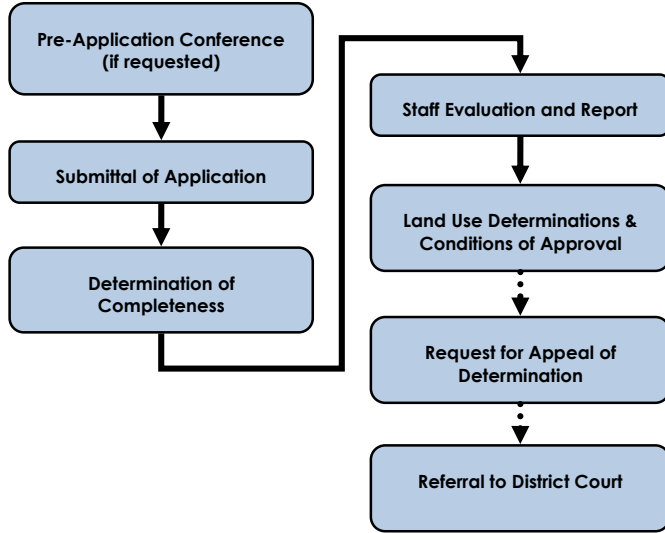 Pre-Application Conference
(if requested)
Submittal of Application
Determination of
Completeness
Staff Evaluation and Report
Land Use Determinations &
Conditions of Approval
Request for Appeal of
Determination
Referral to District Court